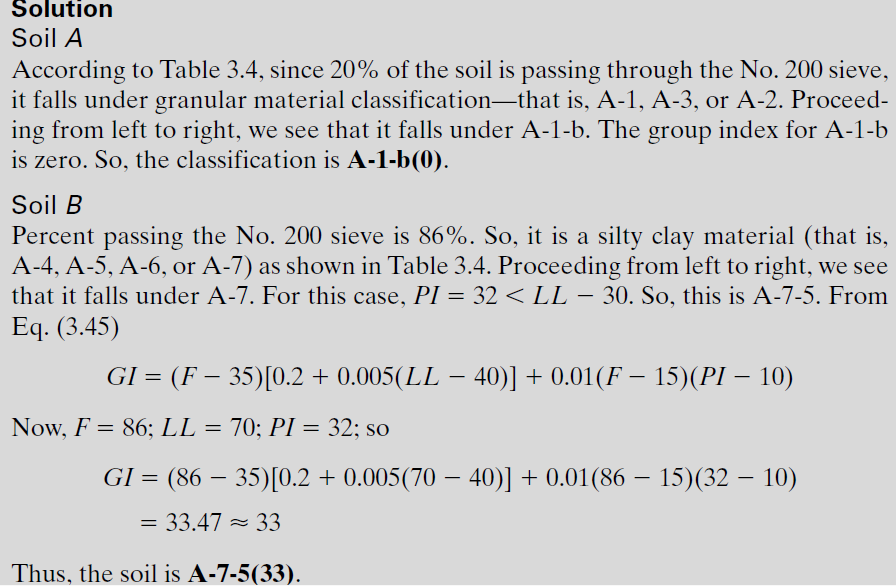 Solution
Soil A
According to Table 3.4, since 20% of the soil is passing through the No. 200 sieve,
it falls under granular material classification—that is, A-1, A-3, or A-2. Proceed-
ing from left to right, we see that it falls under A-1-b. The group index for A-1-b
is zero. So, the classification is A-1-b(0).
Soil B
Percent passing the No. 200 sieve is 86%. So, it is a silty clay material (that is,
A-4, A-5, A-6, or A-7) as shown in Table 3.4. Proceeding from left to right, we see
that it falls under A-7. For this case, PI = 32 < LL − 30. So, this is A-7-5. From
Eq. (3.45)
GI = (F − 35)[0.2 + 0.005(LL − 40)] + 0.01(F − 15)(PI − 10)
Now, F = 86; LL = 70; PI = 32; so
GI = (86 − 35)[0.2 + 0.005(70 − 40)] + 0.01(86 − 15)(32 − 10)
= 33.47 ≈ 33
Thus, the soil is A-7-5(33).